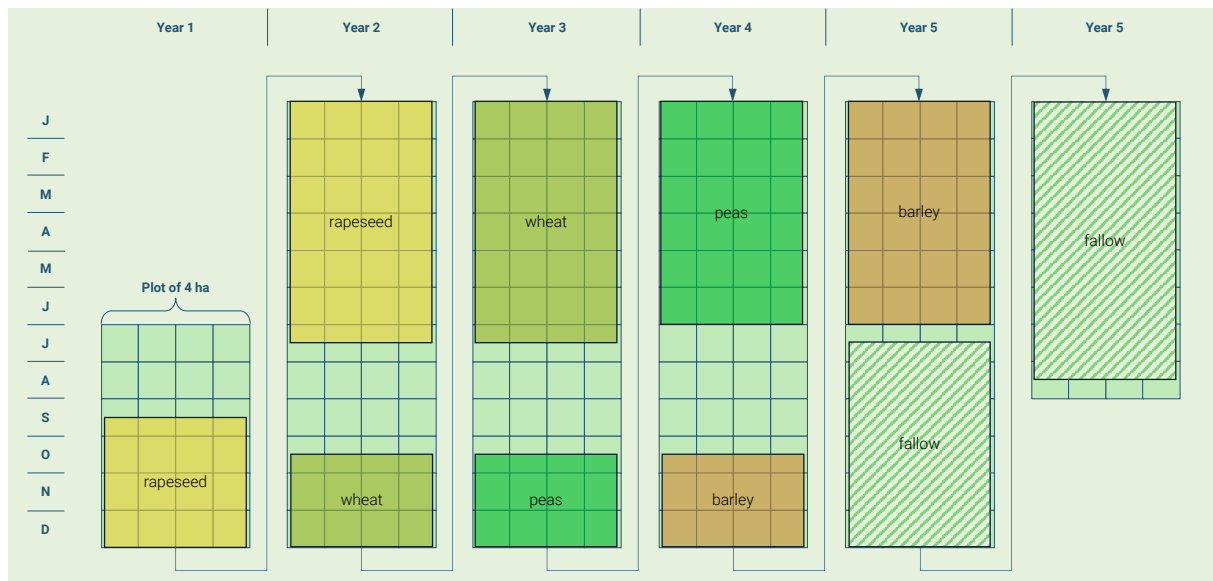 Year 1
Year 2
Year 3
Year 4
Year 5
Year 5
J
F
M
A
M
J
J
A
S
O
N
D
Plot of 4 ha
rapeseed
rapeseed
wheat
wheat
peas
peas
barley
barley
fallow
fallow